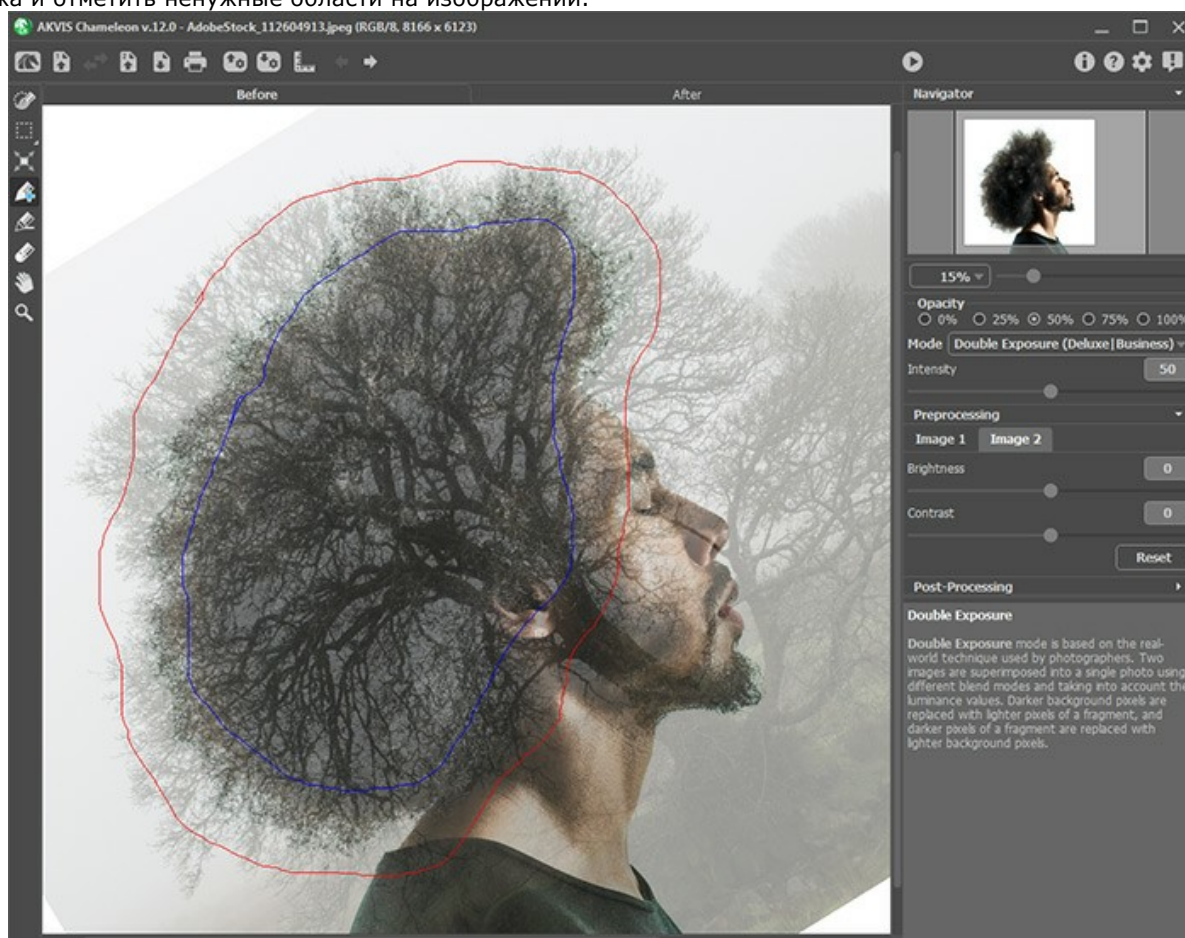 ка и отметить ненужные области на изображении.
AKVIS Chameleon v.12.0 - AdobeStock_112604913.jpeg (RGB/8, 8166 x 6123)
Before
After
Navigator
15%
Opacity
0% 25% 50% 75% 100%
Mode Double Exposure (Deluxe|Business)
Intensity 50
Preprocessing
Image 1 Image 2
Brightness 0
Contrast 0
Reset
Post-Processing
Double Exposure
Double Exposure mode is based on the real-
world technique used by photographers. Two
images are superimposed into a single photo using
different blend modes and taking into account the
luminance values. Darker background pixels are
replaced with lighter pixels of a fragment, and
darker pixels of a fragment are replaced with
lighter background pixels.